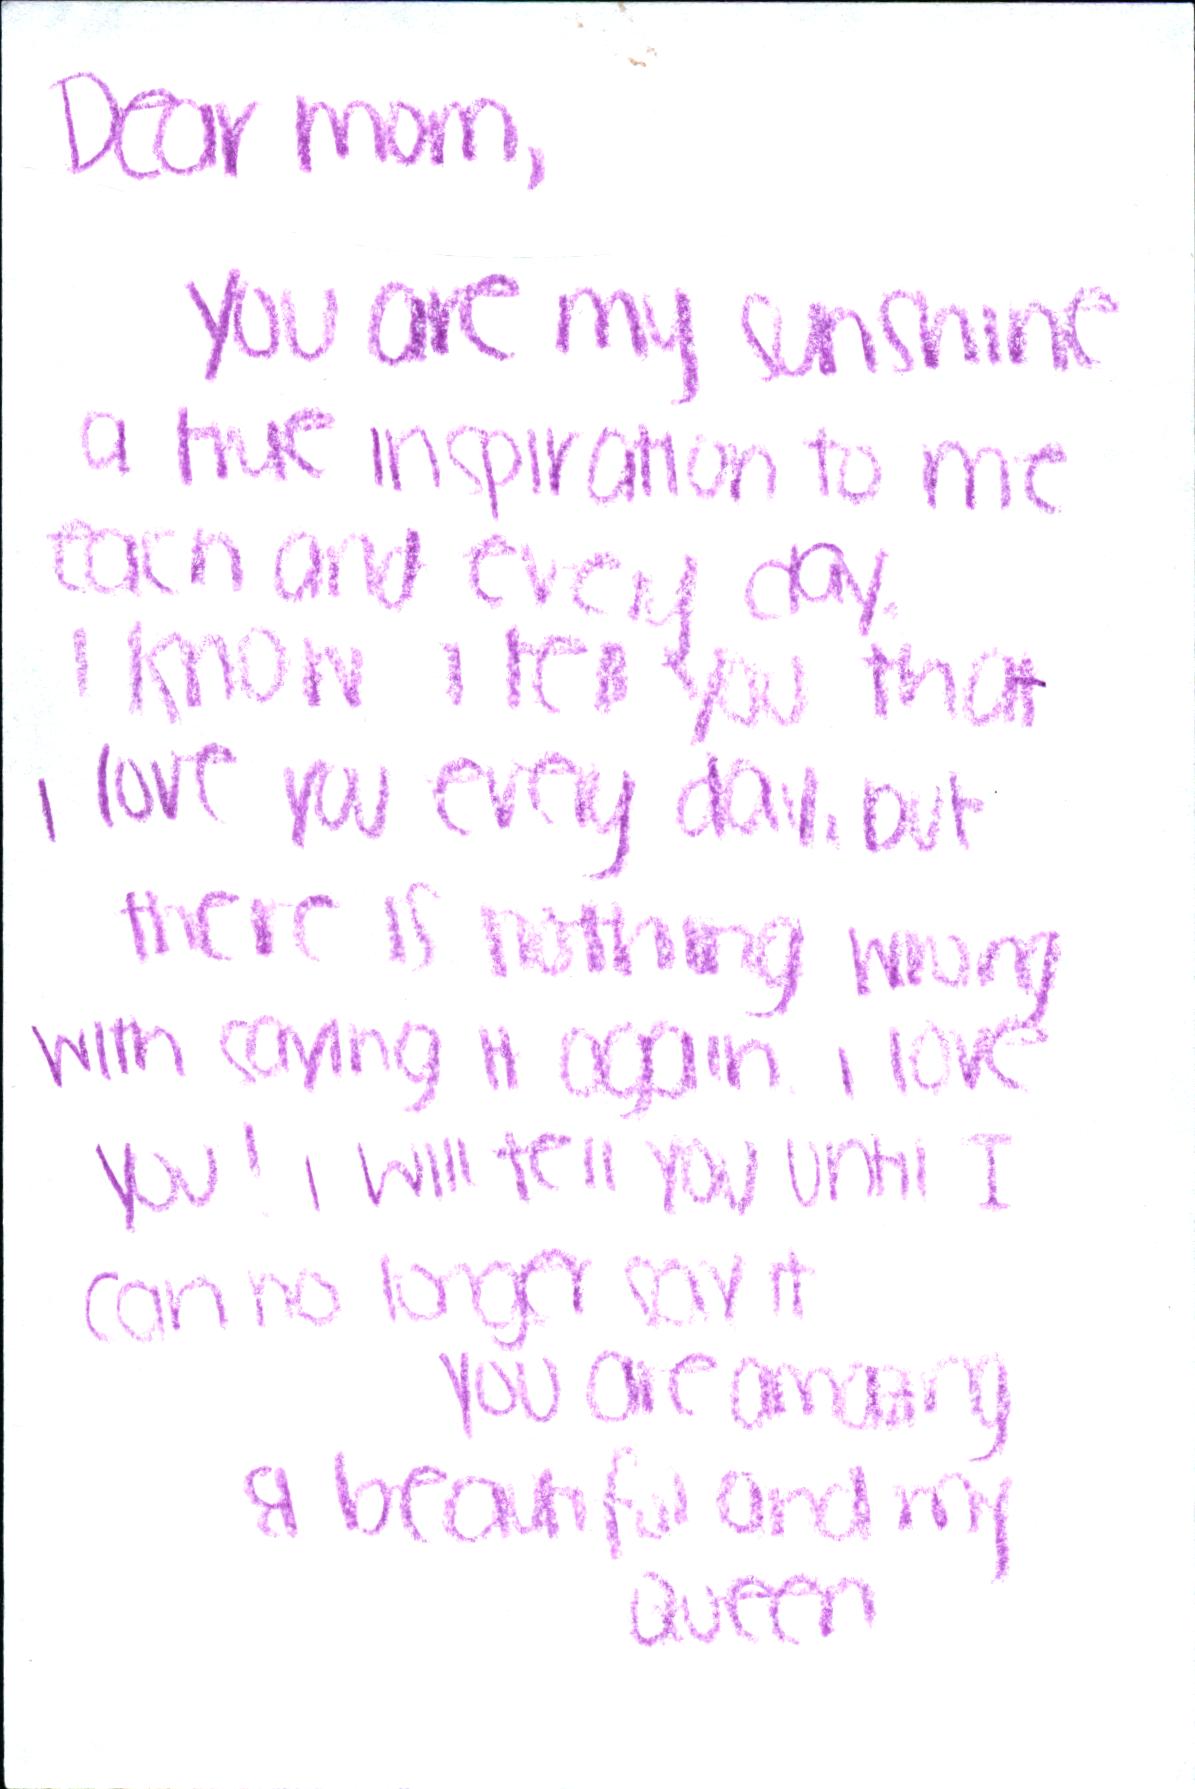 Dear mom,
you are my sunshine
a true inspiration to me
each and every day.
I know I tell you that
I love you every day, but
there is nothing wrong
with saying it again. I love
you! I will tell you until I
can no longer say it
you are amazing
& beautiful and my
Queen